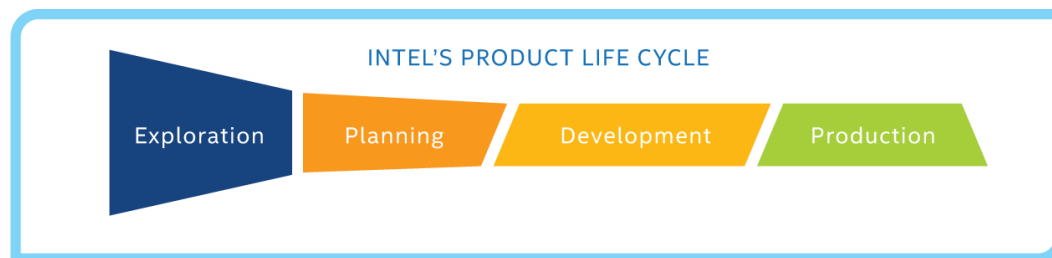 INTEL'S PRODUCT LIFE CYCLE
Exploration
Planning
Development
Production